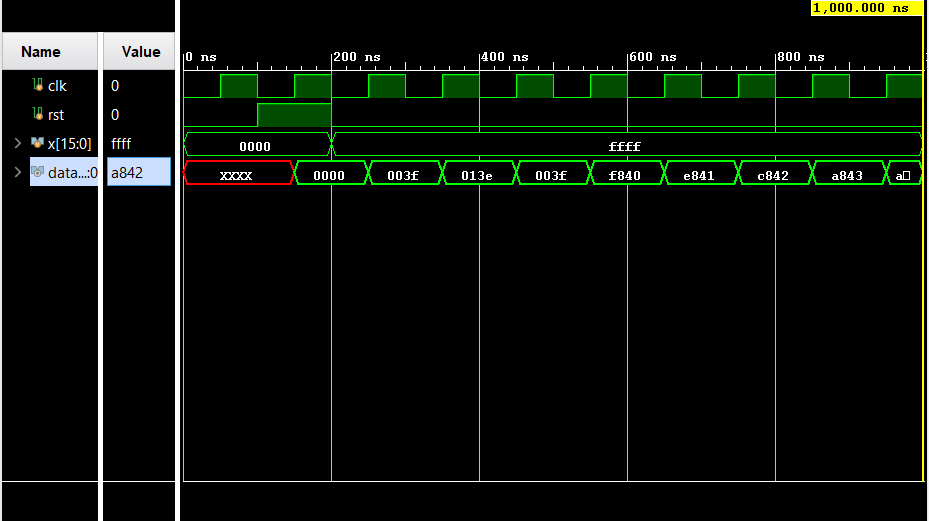 1,000.000 ns
Name Value
0 ns 200 ns 400 ns 600 ns 800 ns
clk 0
rst 0
x[15:0] ffff 0000 ffff
data...:0 a842 XXXX 0000 003f 013e 003f f840 e841 c842 a843 a□